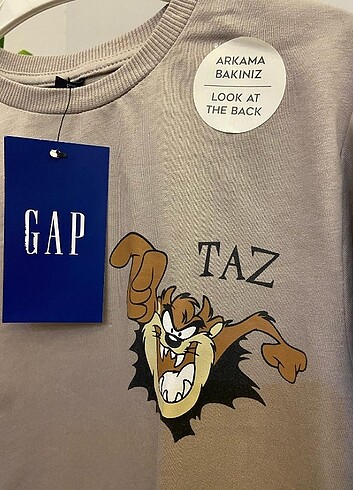 ARKAMA
BAKINIZ
LOOK AT
THE BACK
GAP
TAZ